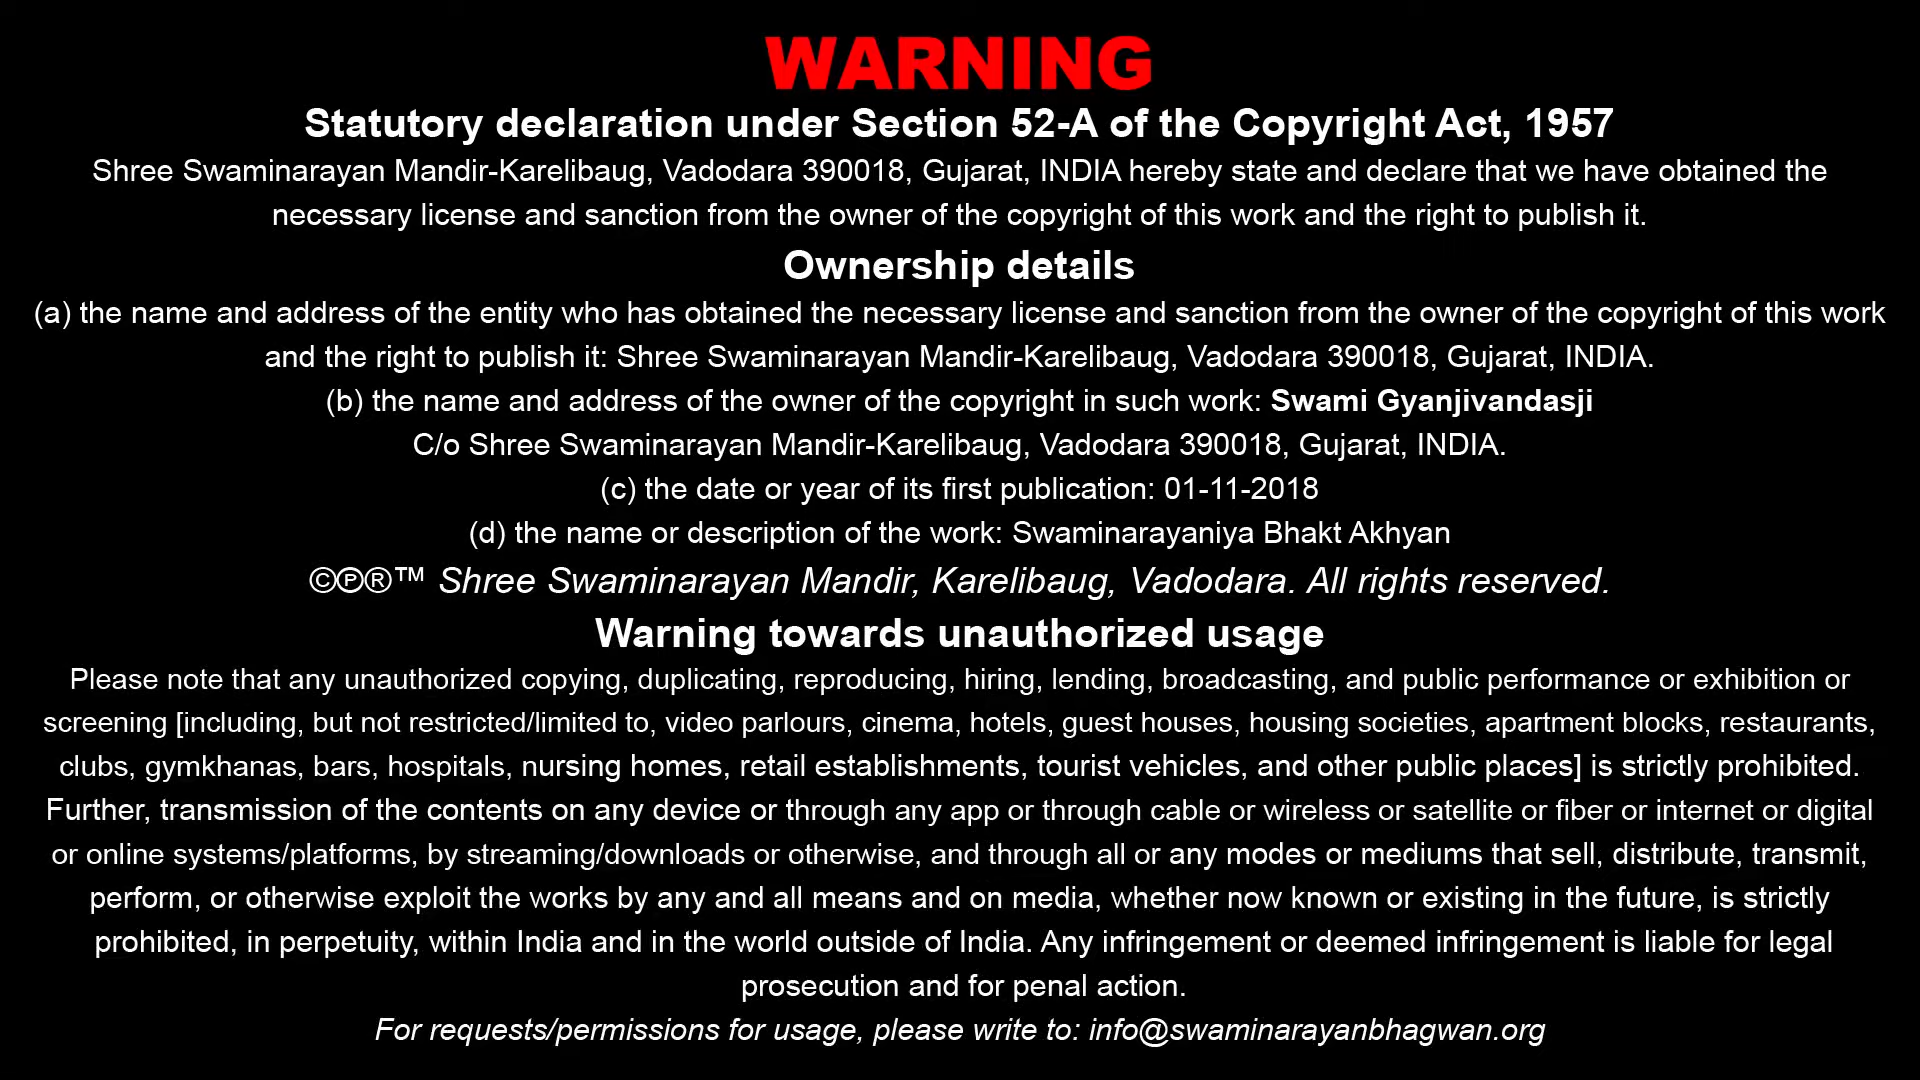 WARNING
Statutory declaration under Section 52-A of the Copyright Act, 1957
Shree Swaminarayan Mandir-Karelibaug, Vadodara 390018, Gujarat, INDIA hereby state and declare that we have obtained the
necessary license and sanction from the owner of the copyright of this work and the right to publish it.
Ownership details
(a) the name and address of the entity who has obtained the necessary license and sanction from the owner of the copyright of this work
and the right to publish it: Shree Swaminarayan Mandir-Karelibaug, Vadodara 390018, Gujarat, INDIA.
(b) the name and address of the owner of the copyright in such work: Swami Gyanjivandasji
C/o Shree Swaminarayan Mandir-Karelibaug, Vadodara 390018, Gujarat, INDIA.
(c) the date or year of its first publication: 01-11-2018
(d) the name or description of the work: Swaminarayaniya Bhakt Akhyan
©℗®™ Shree Swaminarayan Mandir, Karelibaug, Vadodara. All rights reserved.
Warning towards unauthorized usage
Please note that any unauthorized copying, duplicating, reproducing, hiring, lending, broadcasting, and public performance or exhibition or
screening [including, but not restricted/limited to, video parlours, cinema, hotels, guest houses, housing societies, apartment blocks, restaurants,
clubs, gymkhanas, bars, hospitals, nursing homes, retail establishments, tourist vehicles, and other public places] is strictly prohibited.
Further, transmission of the contents on any device or through any app or through cable or wireless or satellite or fiber or internet or digital
or online systems/platforms, by streaming/downloads or otherwise, and through all or any modes or mediums that sell, distribute, transmit,
perform, or otherwise exploit the works by any and all means and on media, whether now known or existing in the future, is strictly
prohibited, in perpetuity, within India and in the world outside of India. Any infringement or deemed infringement is liable for legal
prosecution and for penal action.
For requests/permissions for usage, please write to: info@swaminarayanbhagwan.org